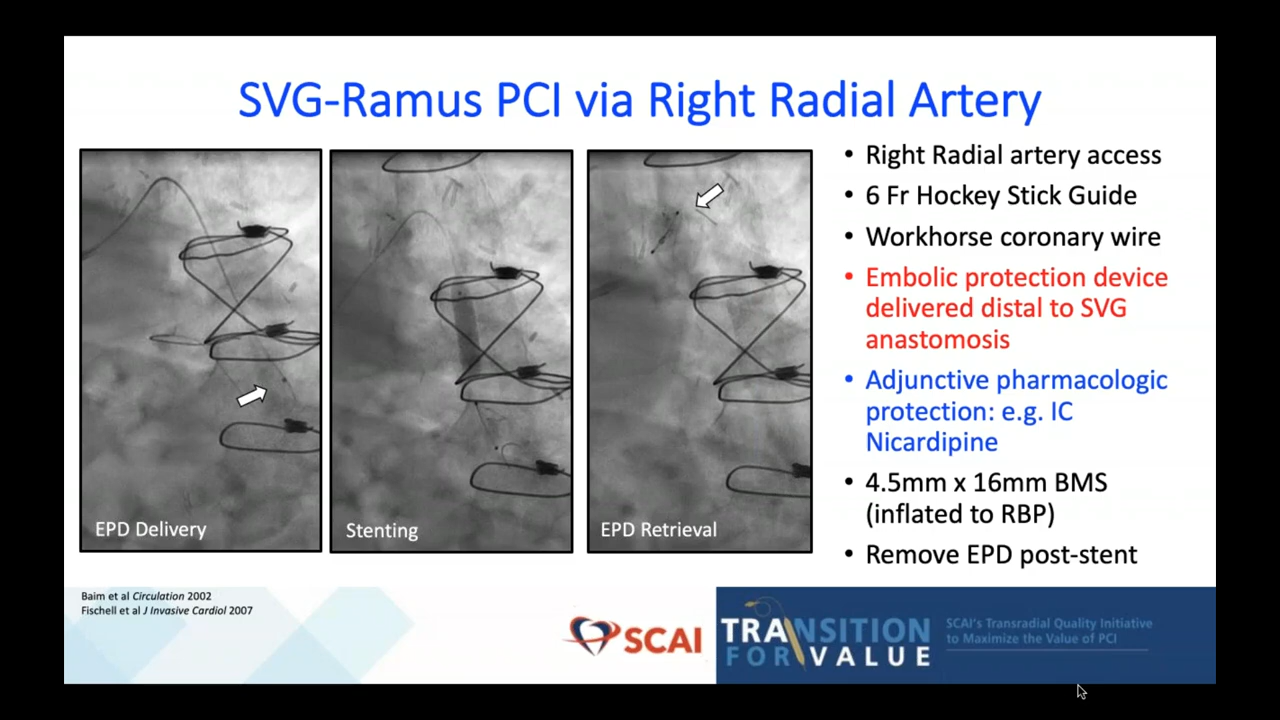 SVG-Ramus PCI via Right Radial Artery
• Right Radial artery access
• 6 Fr Hockey Stick Guide
• Workhorse coronary wire
• Embolic protection device
delivered distal to SVG
anastomosis
• Adjunctive pharmacologic
protection: e.g. IC
Nicardipine
• 4.5mm x 16mm BMS
(inflated to RBP)
• Remove EPD post-stent
EPD Delivery
Stenting
EPD Retrieval
Baim et al Circulation 2002
Fischell et al J Invasive Cardiol 2007
SCAI
TRANSITION
FOR VALUE
SCAI's Transradial Quality Initiative
to Maximize the Value of PCI